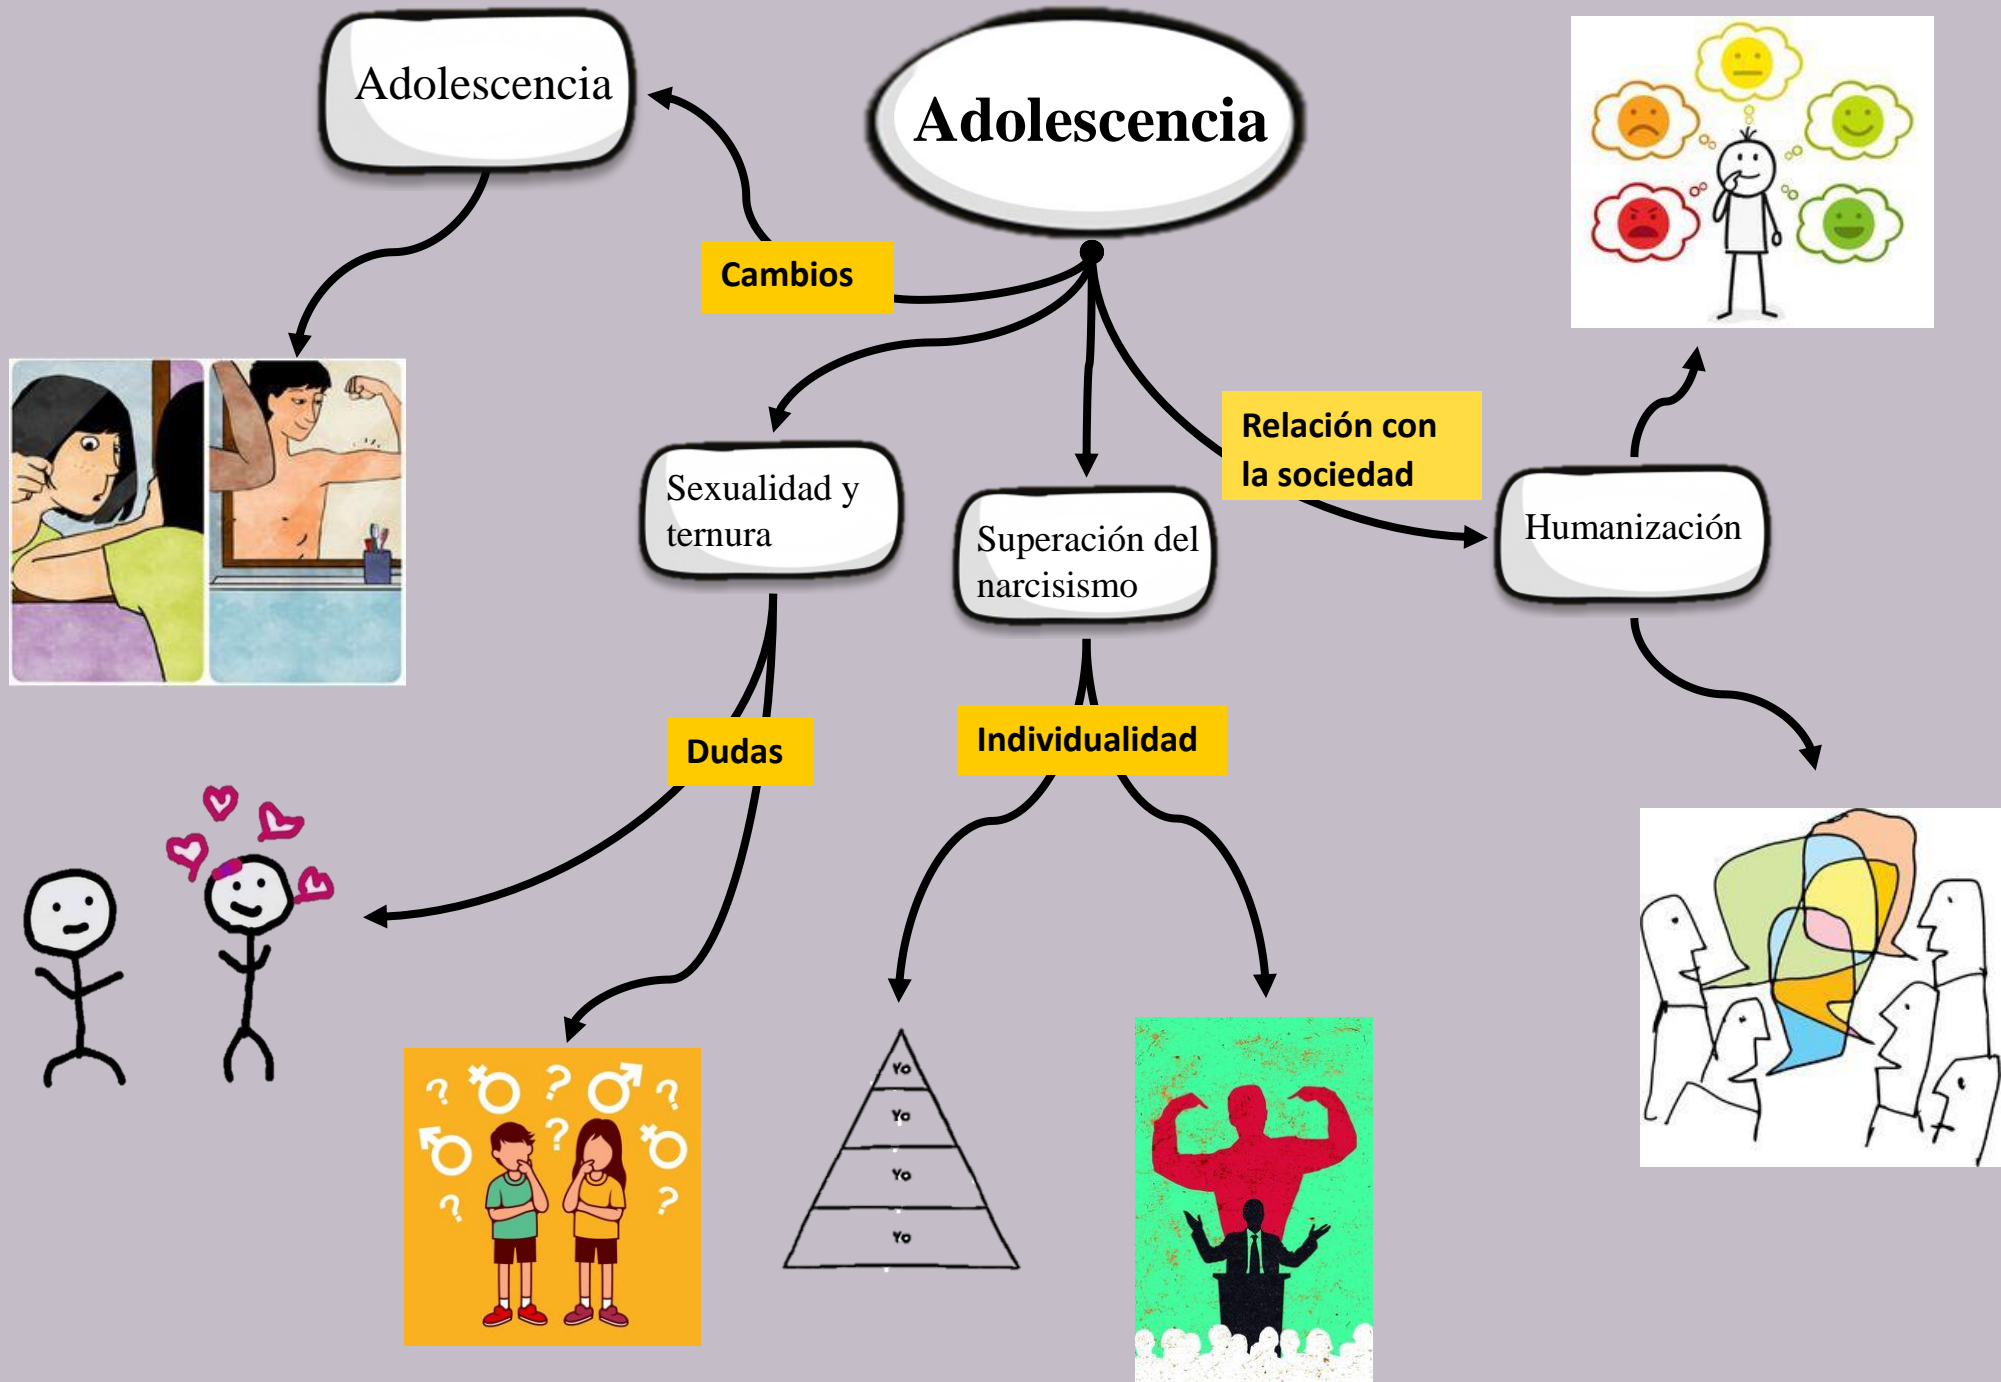 Adolescencia
Adolescencia
Cambios
Relación con
la sociedad
Sexualidad y
ternura
Superación del
narcisismo
Humanización
Dudas
Individualidad
Yo
Yo
Yo
Yo